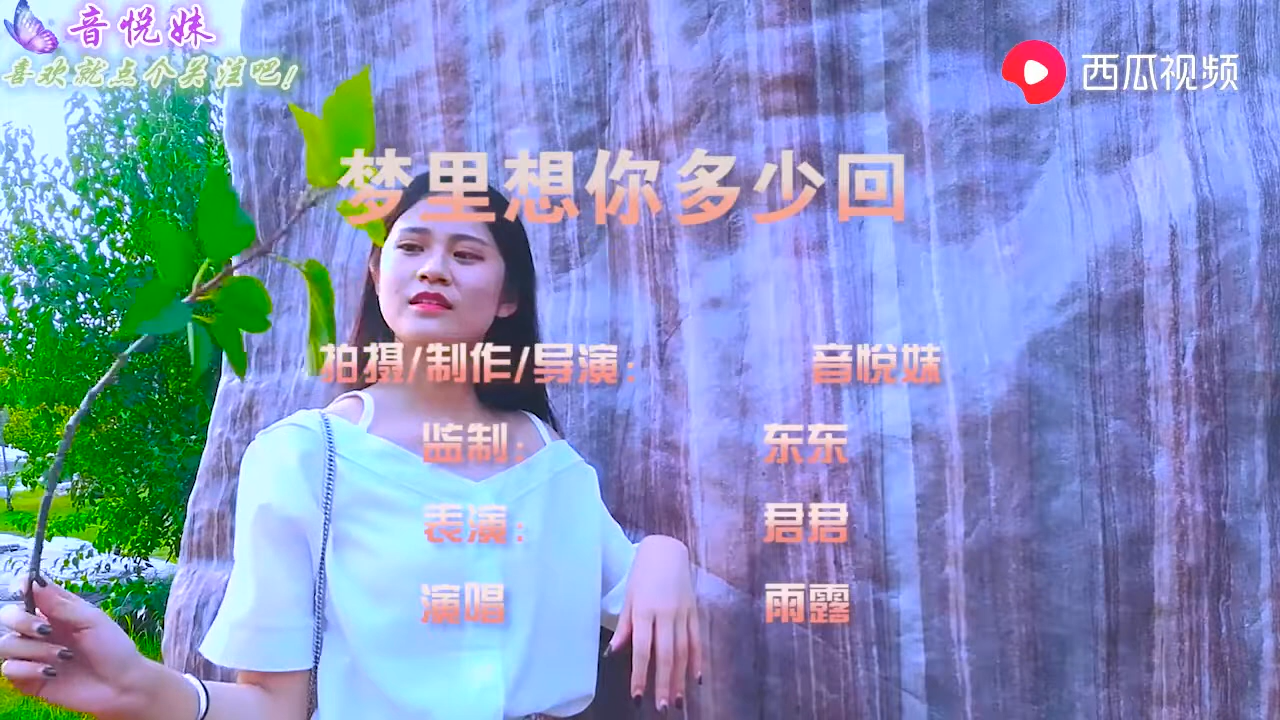 音悦妹
喜欢就点个关注吧!
西瓜视频
梦里想你多少回
拍摄/制作/导演: 音悦妹
监制: 东东
表演: 君君
演唱 雨露